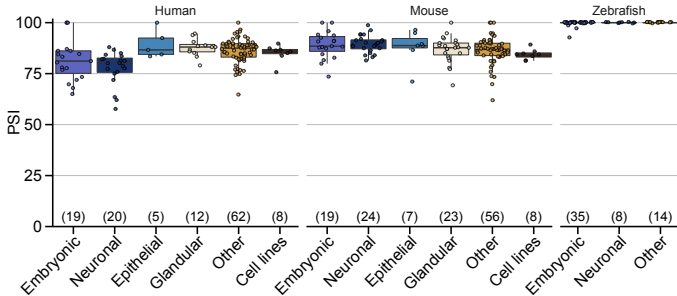 Human Mouse Zebrafish
100
75
50
25
0
PSI
(19) (20) (5) (12) (62) (8) (19) (24) (7) (23) (56) (8) (35) (8) (14)
Embryonic Neuronal Epithelial Glandular Other Cell lines Embryonic Neuronal Epithelial Glandular Other Cell lines Embryonic Neuronal Other